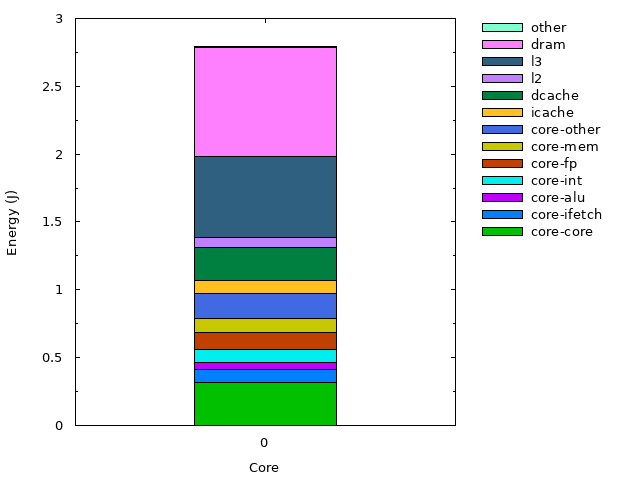 3
2.5
2
1.5
1
0.5
0
Energy (J)
0
Core
other
dram
l3
l2
dcache
icache
core-other
core-mem
core-fp
core-int
core-alu
core-ifetch
core-core